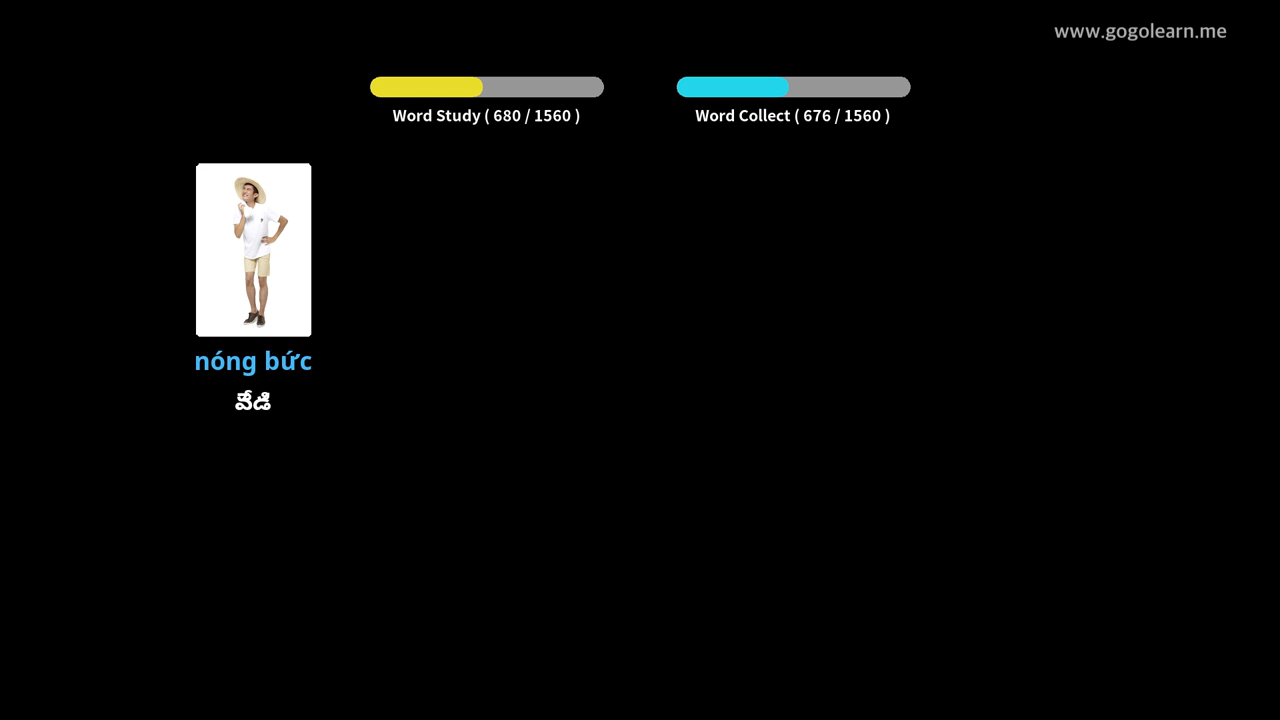 www.gogolearn.me
Word Study ( 680 / 1560 )
Word Collect ( 676 / 1560 )
nóng bức
వేడి